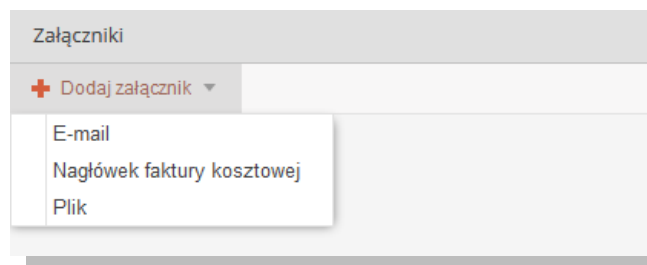 Załączniki
Dodaj załącznik
E-mail
Nagłówek faktury kosztowej
Plik